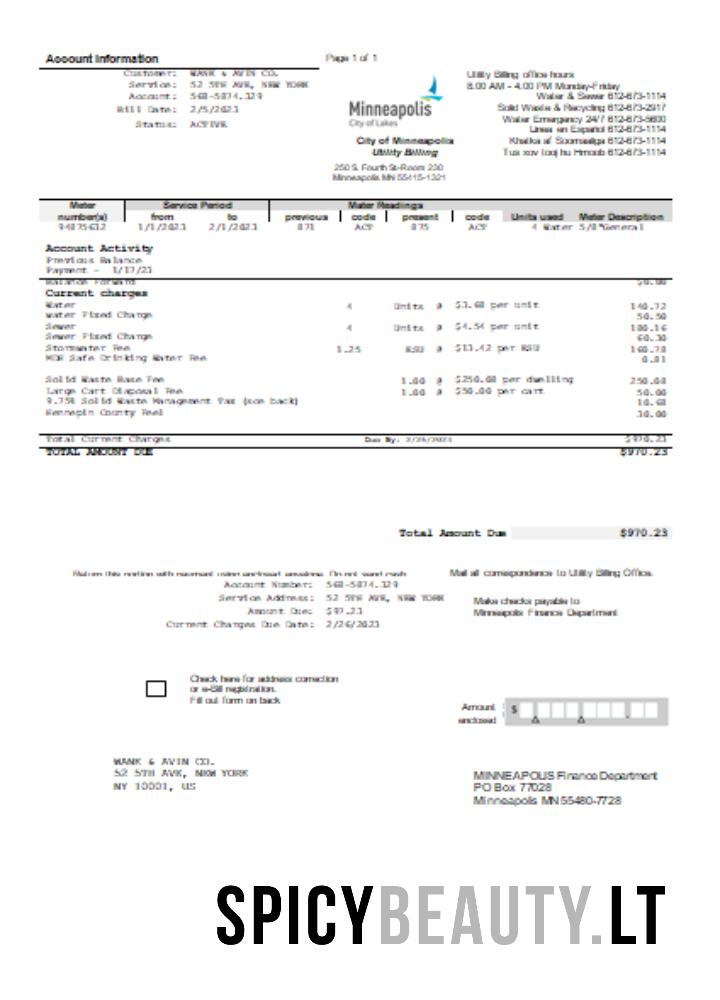 Account Information
Page 1 of 1
Customer: WANK & AVIN CO.
Service: 52 5TH AVE, NEW YORK
Account: 568-5874.329
Bill Date: 2/5/2023
Status: ACTIVE
Minneapolis
City of Lakes
City of Minneapolis
Utility Billing
250 S. Fourth St-Room 230
Minneapolis MN 55415-1321
Utility Billing office hours
8:00 AM - 4:00 PM Monday-Friday
Water & Sewer 612-673-1114
Solid Waste & Recycling 612-673-2917
Water Emergency 24/7 612-673-5600
Lines en Español 612-673-1114
Khadka af Soomaaliga 612-673-1114
Tus xov tooj hu Hmoob 612-673-1114
Meter Service Period Mater Readings
number(s) from to previous code present code Units used Meter Description
94875612 1/1/2023 2/1/2023 871 ACT 875 ACT 4 Water 5/8"General
Account Activity
Previous Balance
Payment - 1/17/23
Balance Forward $0.00
Current charges
Water 4 Units @ $3.68 per unit 140.72
Water Fixed Charge 50.50
Sewer 4 Units @ $4.54 per unit 180.16
Sewer Fixed Charge 60.30
Stormwater Fee 1.25 ESU @ $13.42 per ESU 160.78
MDE Safe Drinking Water Fee 0.81
Solid Waste Base Fee 1.00 @ $250.08 per dwelling 250.08
Large Cart Disposal Fee 1.00 @ $50.00 per cart 50.00
9.75% Solid Waste Management Tax (see back) 10.68
Hennepin County Feel 30.00
Total Current Charges Due By: 2/26/2023 $970.23
TOTAL AMOUNT DUE $970.23
Total Amount Due $970.23
Return this portion with payment using enclosed envelope. Do not send cash
Mail all correspondence to Utility Billing Office.
Account Number: 568-5874.329
Service Address: 52 5TH AVE, NEW YORK
Amount Due: $97.23
Current Charges Due Date: 2/26/2023
Make checks payable to
Minneapolis Finance Department
Check here for address correction
or e-Bill registration.
Fill out form on back
Amount
enclosed
$
WANK & AVIN CO.
52 5TH AVE, NEW YORK
NY 10001, US
MINNEAPOLIS Finance Department
PO Box 77028
Minneapolis MN 55480-7728
SPICYBEAUTY.LT